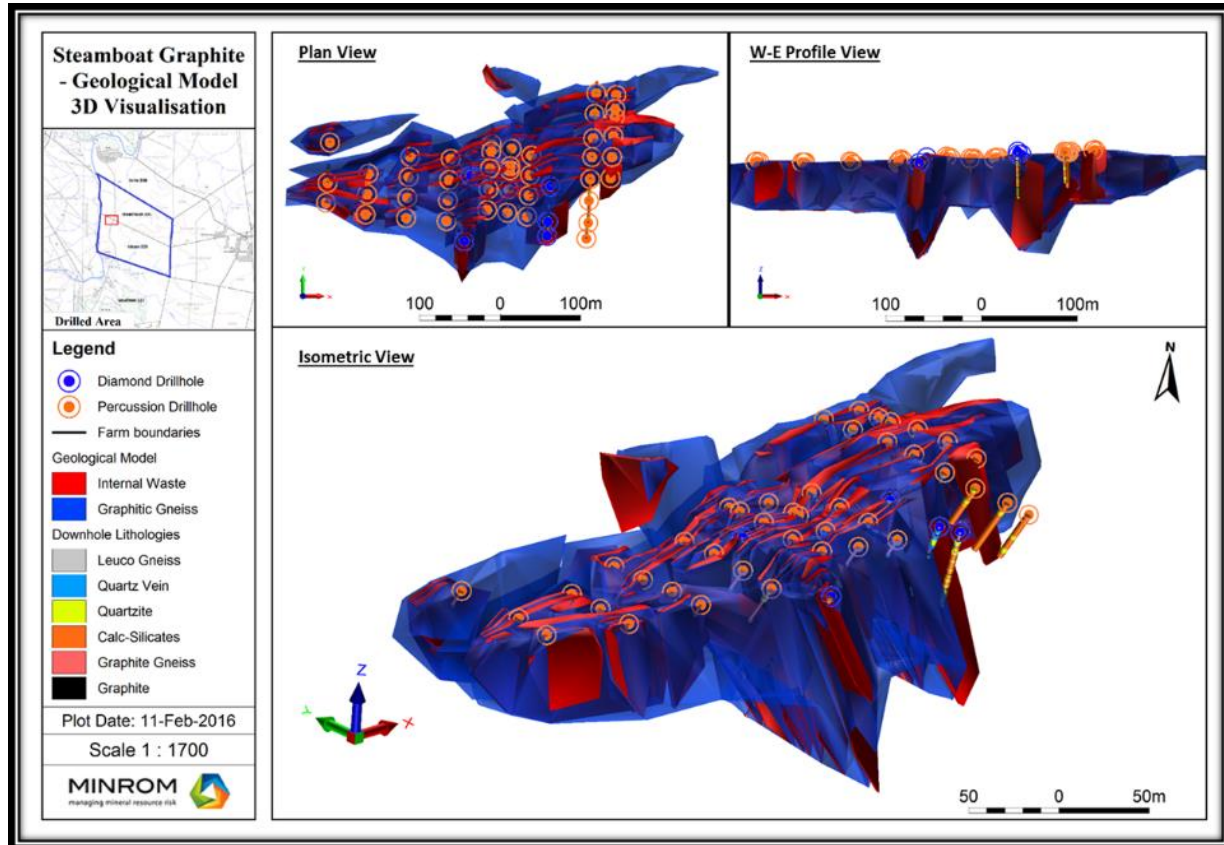 Steamboat Graphite
- Geological Model
3D Visualisation
Drilled Area
Legend
Diamond Drillhole
Percussion Drillhole
Farm boundaries
Geological Model
Internal Waste
Graphitic Gneiss
Downhole Lithologies
Leuco Gneiss
Quartz Vein
Quartzite
Calc-Silicates
Graphite Gneiss
Graphite
Plot Date: 11-Feb-2016
Scale 1 : 1700
MINROM
managing mineral resource risk
Plan View
100 0 100m
W-E Profile View
100 0 100m
Isometric View
N
Z
Y X
50 0 50m